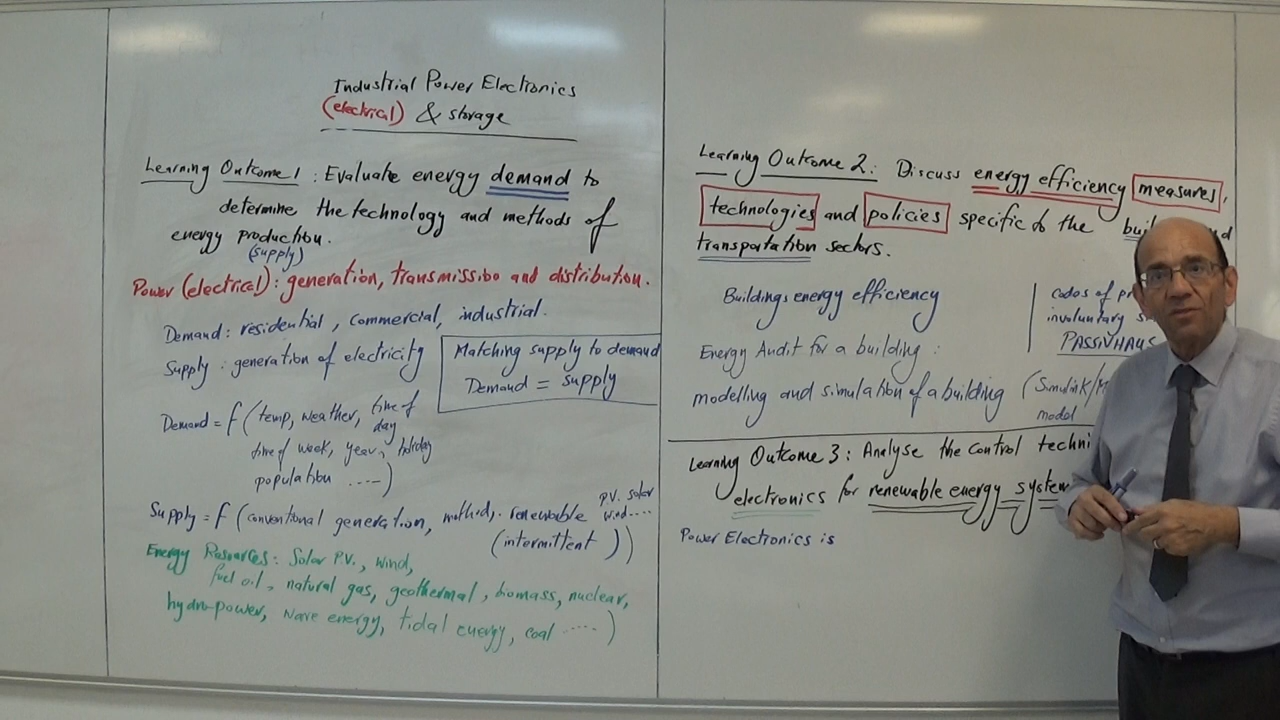 Industrial Power Electronics
(electrical) & storage
Learning Outcome 1 : Evaluate energy demand to
determine the technology and methods of
energy production.
(supply)
Power (electrical) : generation, transmission and distribution.
Demand : residential , commercial, industrial.
Supply : generation of electricity
Matching supply to demand
Demand = supply
Demand = f ( temp, weather, time of
day
time of week, year, holiday
population ..... )
Supply = f ( conventional generation, method, renewable
P.V. solar
wind.....
(intermittent ) )
Energy Resources : Solar P.V. , wind,
fuel oil, natural gas, geothermal , biomass, nuclear,
hydro-power, wave energy, tidal energy, coal ..... )
Learning Outcome 2 : Discuss energy efficiency measures,
technologies and policies specific to the
transportation sectors.
Buildings energy efficiency
codes of
involuntary
PASSIVHAUS
Energy Audit for a building :
modelling and simulation of a building (Simulink/
model
Learning Outcome 3 : Analyse the control
electronics for renewable energy system
Power Electronics is